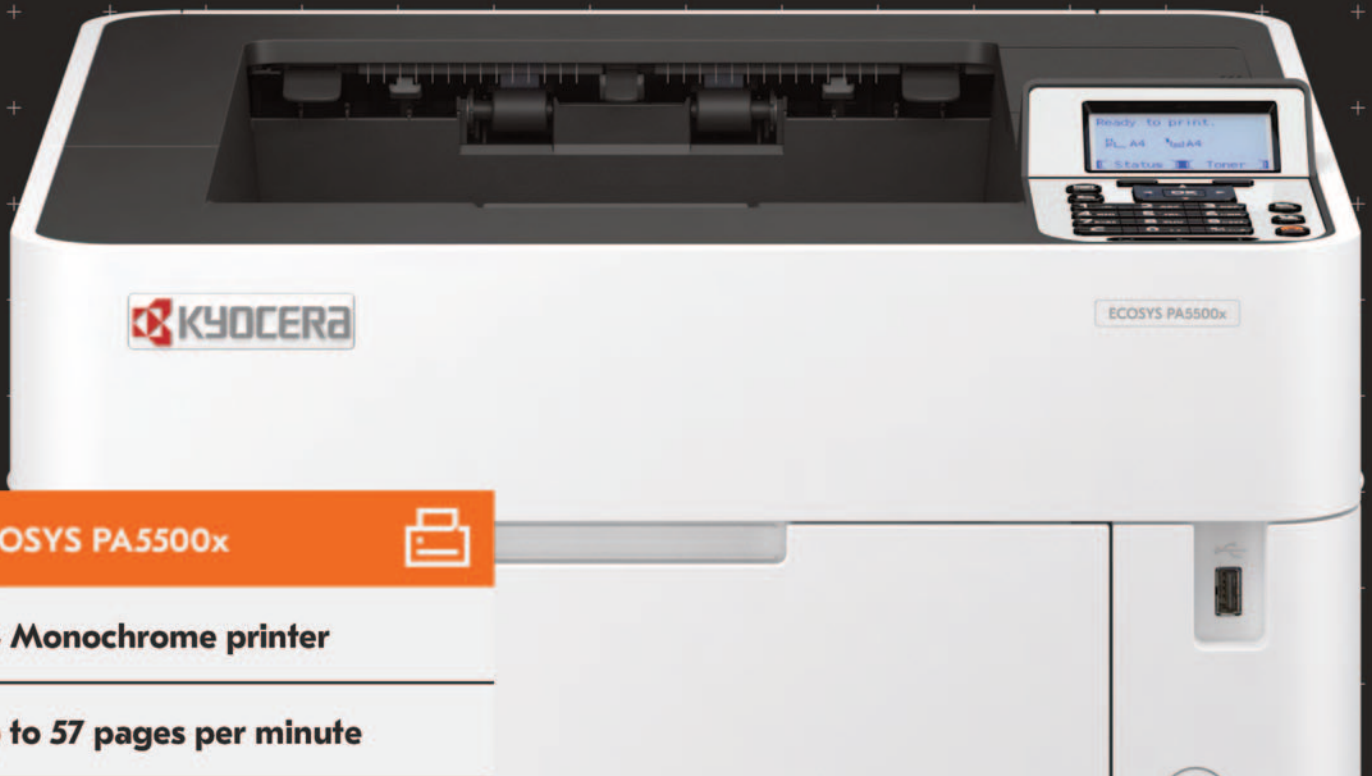 Ready to print.
A4 A4
Status Toner
OK
KYOCERA
ECOSYS PA5500x
OSYS PA5500x
Monochrome printer
to 57 pages per minute